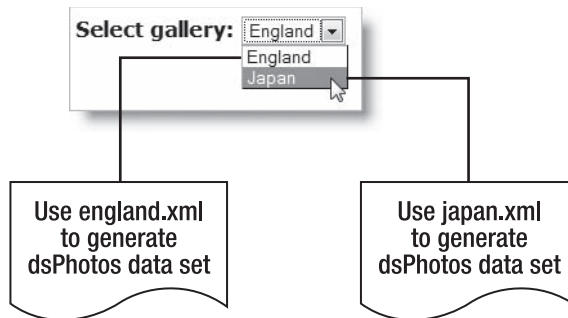 Select gallery: England
England
Japan
Use england.xml
to generate
dsPhotos data set
Use japan.xml
to generate
dsPhotos data set